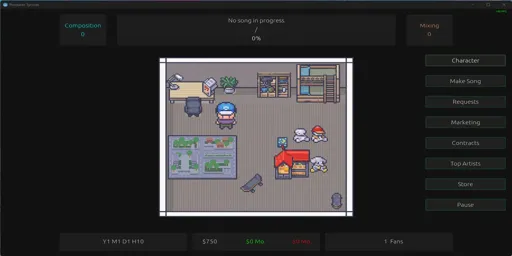 Composition
0
No song in progress
/
0%
Mixing
0
Character
Make Song
Requests
Marketing
Contracts
Top Artists
Store
Pause
Y1 M1 D1 H10
$750
$0 Mo.
1 Fans